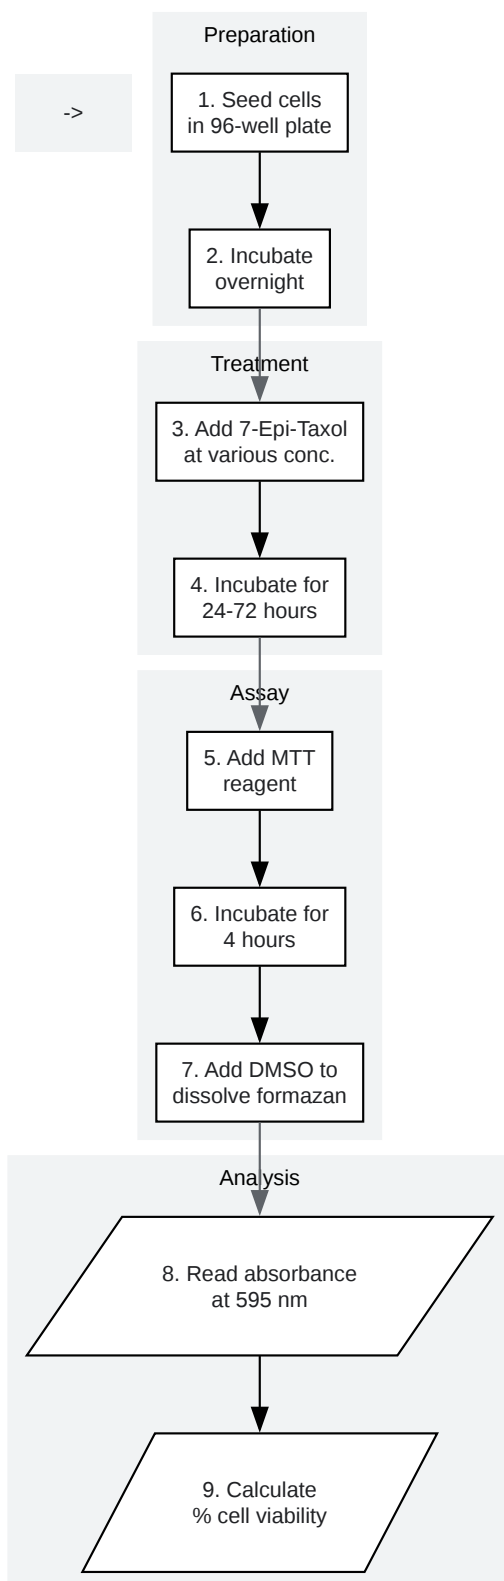 Preparation
->
1. Seed cells
in 96-well plate
2. Incubate
overnight
Treatment
3. Add 7-Epi-Taxol
at various conc.
4. Incubate for
24-72 hours
Assay
5. Add MTT
reagent
6. Incubate for
4 hours
7. Add DMSO to
dissolve formazan
Analysis
8. Read absorbance
at 595 nm
9. Calculate
% cell viability